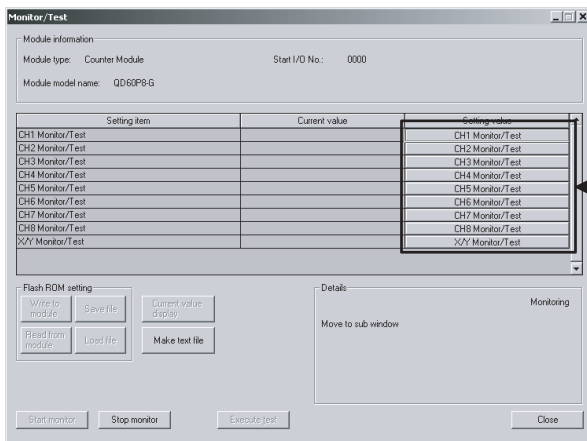 Monitor/Test
Module information
Module type: Counter Module Start I/O No.: 0000
Module model name: QD60P8-G
Setting item Current value Setting value
CH1 Monitor/Test CH1 Monitor/Test
CH2 Monitor/Test CH2 Monitor/Test
CH3 Monitor/Test CH3 Monitor/Test
CH4 Monitor/Test CH4 Monitor/Test
CH5 Monitor/Test CH5 Monitor/Test
CH6 Monitor/Test CH6 Monitor/Test
CH7 Monitor/Test CH7 Monitor/Test
CH8 Monitor/Test CH8 Monitor/Test
X/Y Monitor/Test X/Y Monitor/Test
Flash ROM setting
Write to
module
Save file
Current value
display
Read from
module
Load file
Make text file
Details
Monitoring
Move to sub window
Start monitor
Stop monitor
Execute test
Close